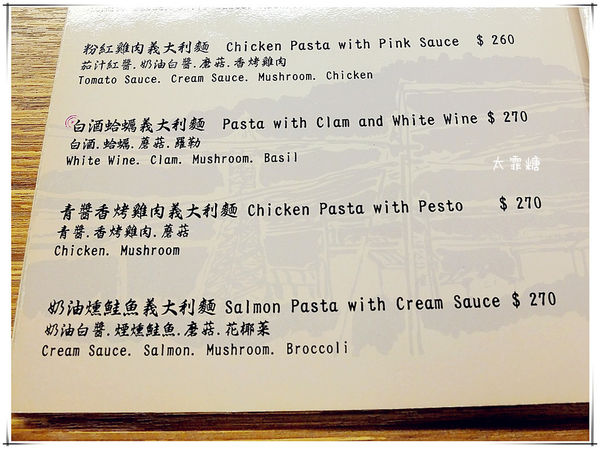 粉紅雞肉義大利麵 Chicken Pasta with Pink Sauce $ 260
茄汁紅醬.奶油白醬.蘑菇.香烤雞肉
Tomato Sauce. Cream Sauce. Mushroom. Chicken
白酒蛤蠣義大利麵 Pasta with Clam and White Wine $ 270
白酒.蛤蠣.蘑菇.羅勒
White Wine. Clam. Mushroom. Basil
太霏糖
青醬香烤雞肉義大利麵 Chicken Pasta with Pesto $ 270
青醬.香烤雞肉.蘑菇
Chicken. Mushroom
奶油燻鮭魚義大利麵 Salmon Pasta with Cream Sauce $ 270
奶油白醬.煙燻鮭魚.蘑菇.花椰菜
Cream Sauce. Salmon. Mushroom. Broccoli